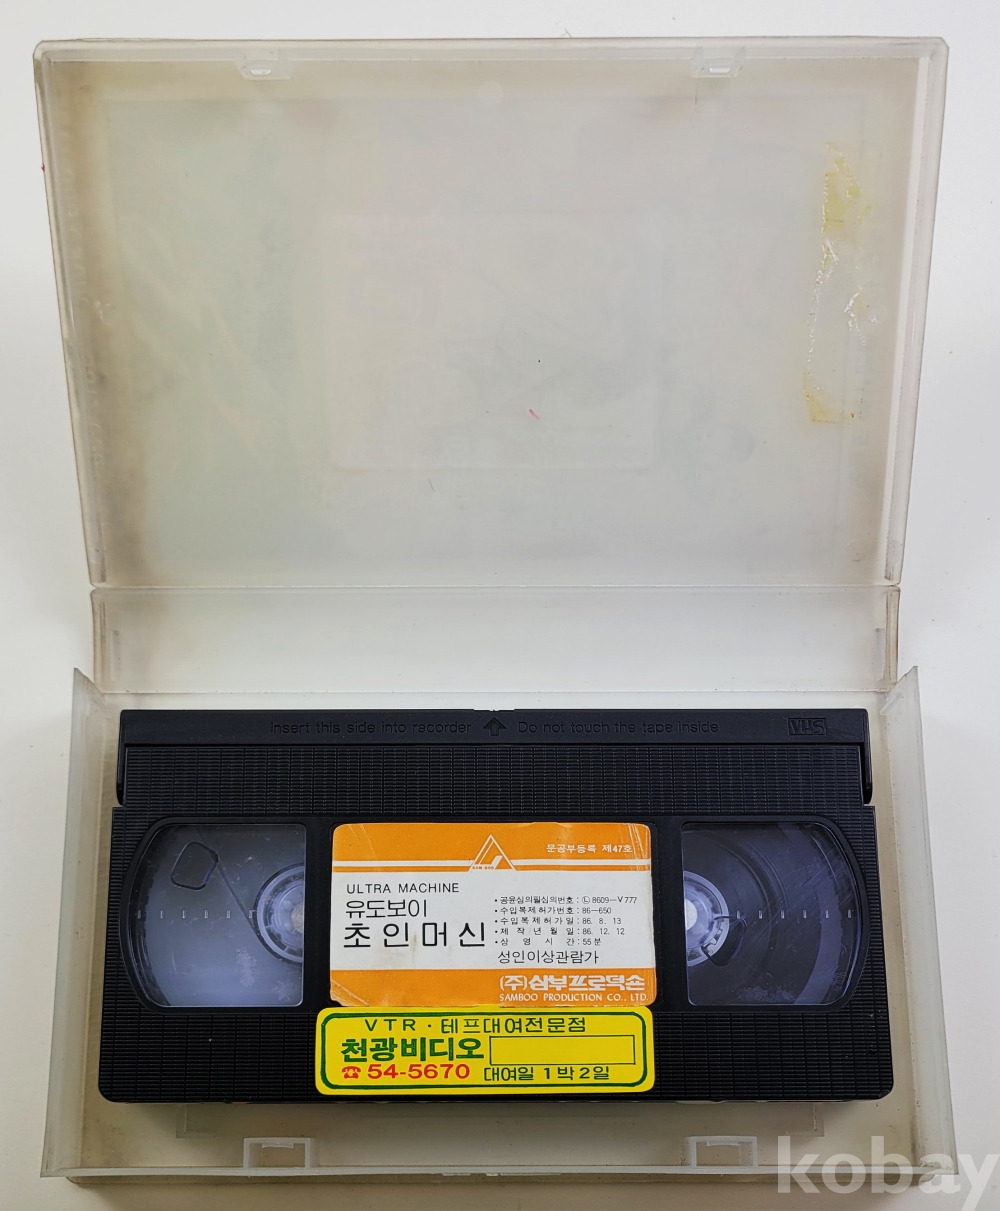 Insert this side into recorder Do not touch the tape inside VHS
문공부등록 제47호
SAM BOO
ULTRA MACHINE
유도보이
초인머신
•공윤심의필심의번호 : Ⓛ8609-V777
•수입복제허가번호 : 86-650
•수입복제허가일 : 86. 8. 13
•제작년월일 : 86. 12. 12
•상영시간 : 55분
성인이상관람가
(주)삼부프로덕숀
SAMBOO PRODUCTION CO., LTD.
VTR · 테프대여전문점
천광비디오
☎ 54-5670 대여일 1박 2일
kobay